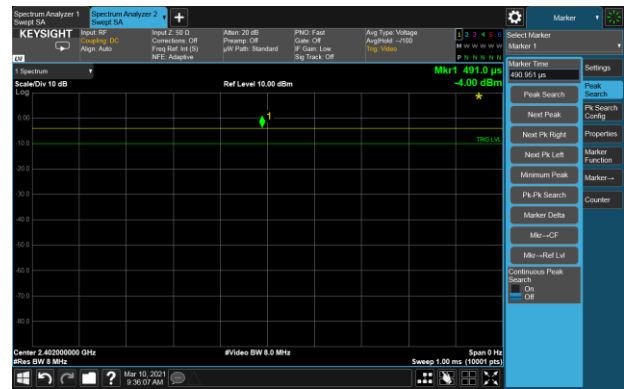 Spectrum Analyzer 1
Swept SA
Spectrum Analyzer 2
Swept SA
Marker
KEYSIGHT
Input: RF
Coupling: DC
Align: Auto
Input Z: 50 Ω
Corrections: Off
Freq Ref: Int (S)
NFE: Adaptive
Atten: 20 dB
Preamp: Off
µW Path: Standard
PNO: Fast
Gate: Off
IF Gain: Low
Sig Track: Off
Avg Type: Voltage
Avg|Hold: --/100
Trig: Video
1 2 3 4 5 6
M W W W W W
P N N N N N
Select Marker
Marker 1
1 Spectrum
Scale/Div 10 dB
Log
Ref Level 10.00 dBm
Mkr1 491.0 µs
-4.00 dBm
1
TRIG LVL
0.00
-10.0
-20.0
-30.0
-40.0
-50.0
-60.0
-70.0
-80.0
Center 2.402000000 GHz
#Res BW 8 MHz
#Video BW 8.0 MHz
Span 0 Hz
Sweep 1.00 ms (10001 pts)
Marker Time
490.951 µs
Peak Search
Next Peak
Next Pk Right
Next Pk Left
Minimum Peak
Pk-Pk Search
Marker Delta
Mkr→CF
Mkr→Ref Lvl
Continuous Peak
Search
On
Off
Settings
Peak
Search
Pk Search
Config
Properties
Marker
Function
Marker→
Counter
Mar 10, 2021
9:36:07 AM